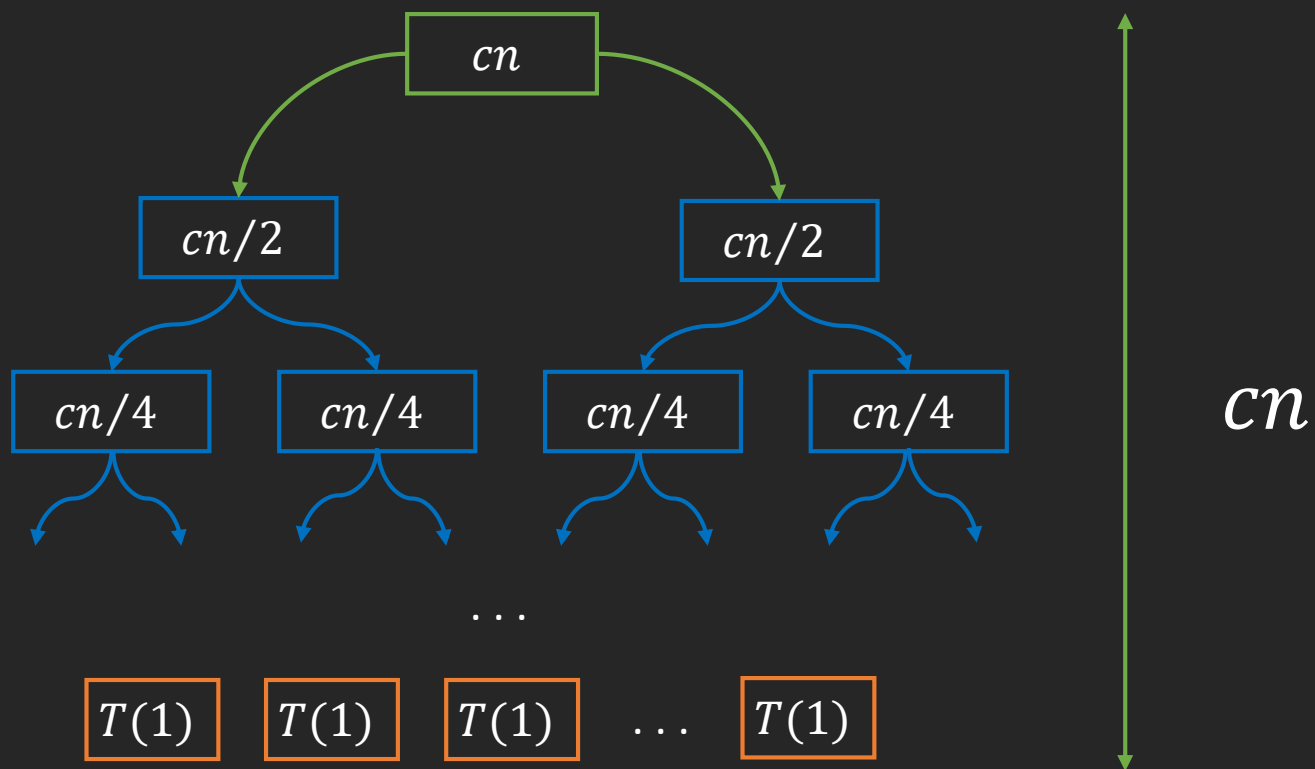 cn
cn/2 cn/2
cn/4 cn/4 cn/4 cn/4
cn
. . .
T(1) T(1) T(1) . . . T(1)